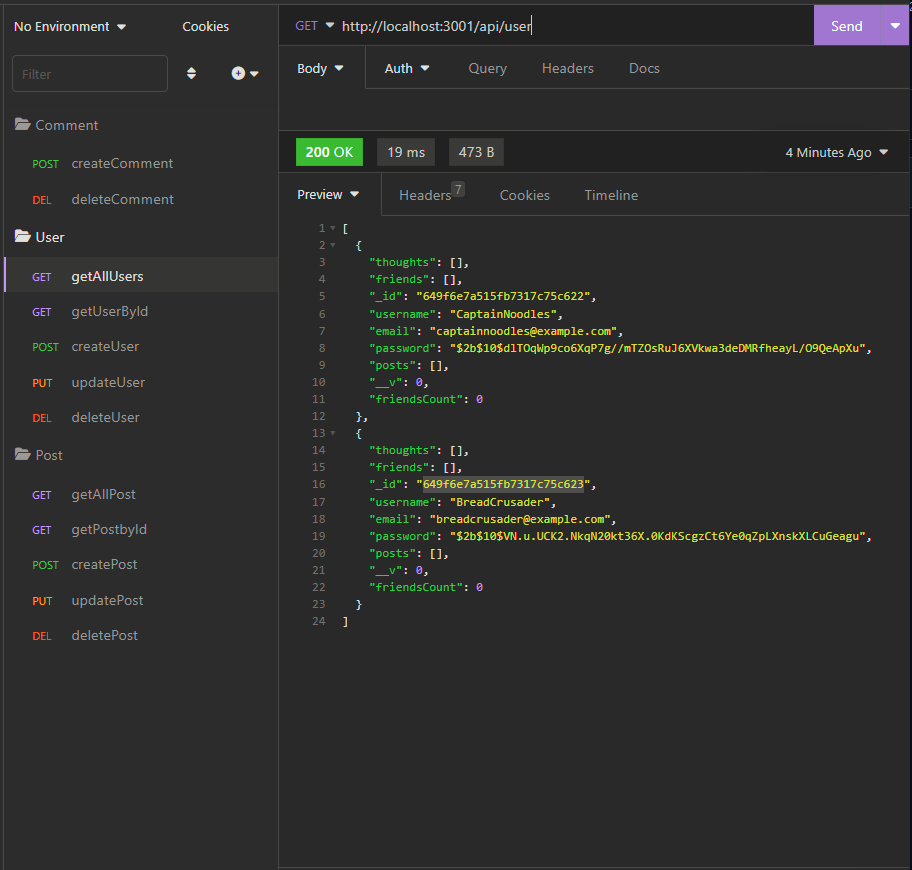 No Environment
Cookies
Filter
Comment
POST createComment
DEL deleteComment
User
GET getAllUsers
GET getUserById
POST createUser
PUT updateUser
DEL deleteUser
Post
GET getAllPost
GET getPostbyId
POST createPost
PUT updatePost
DEL deletePost
GET http://localhost:3001/api/user
Send
Body
Auth
Query
Headers
Docs
200 OK
19 ms
473 B
4 Minutes Ago
Preview
Headers 7
Cookies
Timeline
1 [
2 {
3 "thoughts": [],
4 "friends": [],
5 "_id": "649f6e7a515fb7317c75c622",
6 "username": "CaptainNoodles",
7 "email": "captainnoodles@example.com",
8 "password": "$2b$10$dlTOqWp9co6XqP7g//mTZOsRuJ6XVkwa3deDMRfheayL/O9QeApXu",
9 "posts": [],
10 "__v": 0,
11 "friendsCount": 0
12 },
13 {
14 "thoughts": [],
15 "friends": [],
16 "_id": "649f6e7a515fb7317c75c623",
17 "username": "BreadCrusader",
18 "email": "breadcrusader@example.com",
19 "password": "$2b$10$VN.u.UCK2.NkqN20kt36X.0KdKScgzCt6Ye0qZpLXnskXLCuGeagu",
20 "posts": [],
21 "__v": 0,
22 "friendsCount": 0
23 }
24 ]